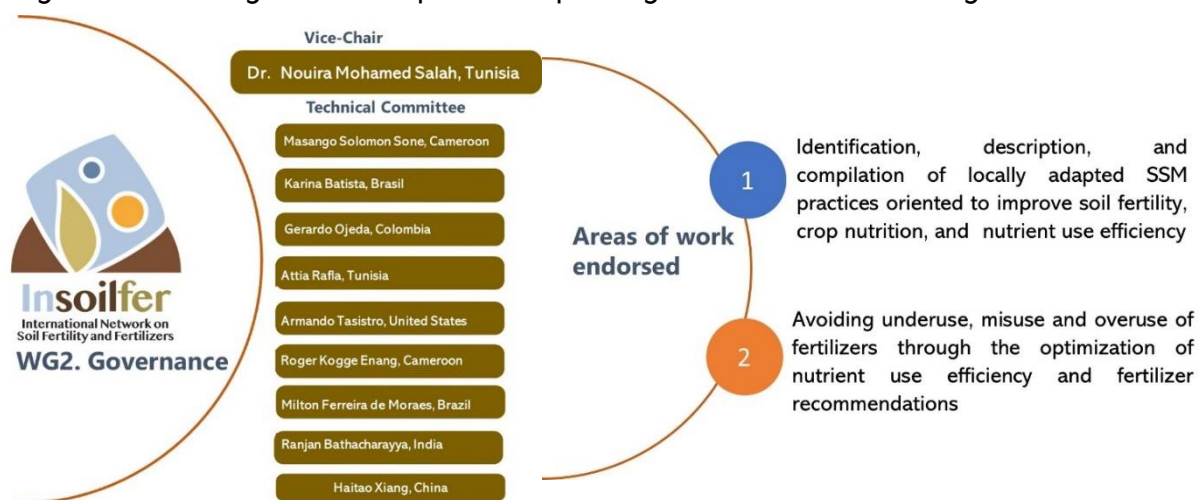 Vice-Chair
Dr. Nouira Mohamed Salah, Tunisia
Technical Committee
Masango Solomon Sone, Cameroon
Karina Batista, Brasil
Gerardo Ojeda, Colombia
Attia Rafla, Tunisia
Armando Tasistro, United States
Roger Kogge Enang, Cameroon
Milton Ferreira de Moraes, Brazil
Ranjan Bathacharayya, India
Haitao Xiang, China
Insoilfer
International Network on
Soil Fertility and Fertilizers
WG2. Governance
Areas of work
endorsed
1
Identification, description, and
compilation of locally adapted SSM
practices oriented to improve soil fertility,
crop nutrition, and nutrient use efficiency
2
Avoiding underuse, misuse and overuse of
fertilizers through the optimization of
nutrient use efficiency and fertilizer
recommendations